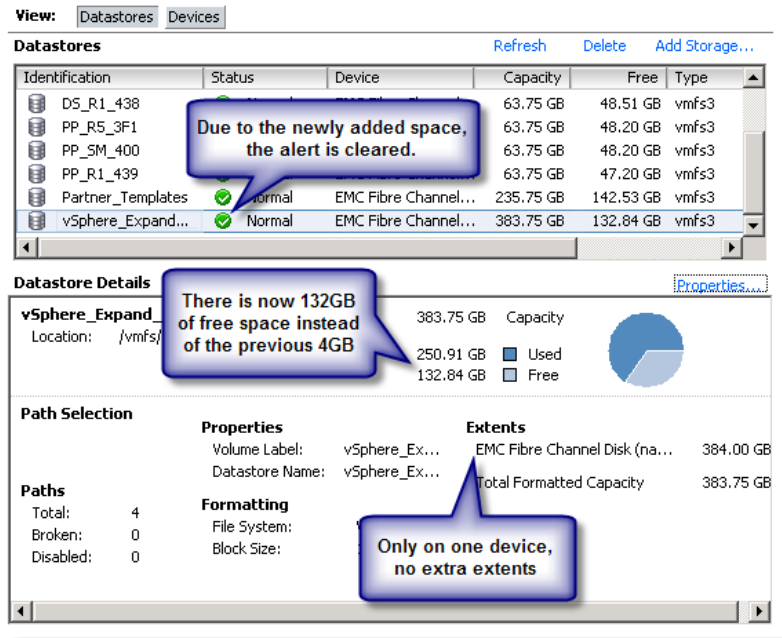 View: Datastores Devices
Datastores Refresh Delete Add Storage...
Identification Status Device Capacity Free Type
DS_R1_438 63.75 GB 48.51 GB vmfs3
PP_R5_3F1 63.75 GB 48.20 GB vmfs3
PP_SM_400 63.75 GB 48.20 GB vmfs3
PP_R1_439 63.75 GB 47.20 GB vmfs3
Partner_Templates Normal EMC Fibre Channel... 235.75 GB 142.53 GB vmfs3
vSphere_Expand... Normal EMC Fibre Channel... 383.75 GB 132.84 GB vmfs3
Due to the newly added space,
the alert is cleared.
Datastore Details Properties...
vSphere_Expand_ 383.75 GB Capacity
Location: /vmfs/
250.91 GB Used
132.84 GB Free
There is now 132GB
of free space instead
of the previous 4GB
Path Selection
Properties
Volume Label: vSphere_Ex...
Datastore Name: vSphere_Ex...
Extents
EMC Fibre Channel Disk (na... 384.00 GB
Total Formatted Capacity 383.75 GB
Paths
Total: 4
Broken: 0
Disabled: 0
Formatting
File System:
Block Size:
Only on one device,
no extra extents